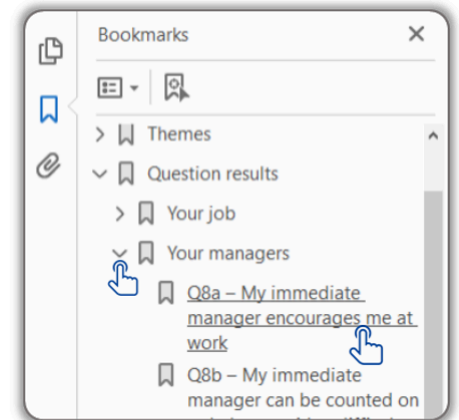 Bookmarks
Themes
Question results
Your job
Your managers
Q8a – My immediate
manager encourages me at
work
Q8b – My immediate
manager can be counted on